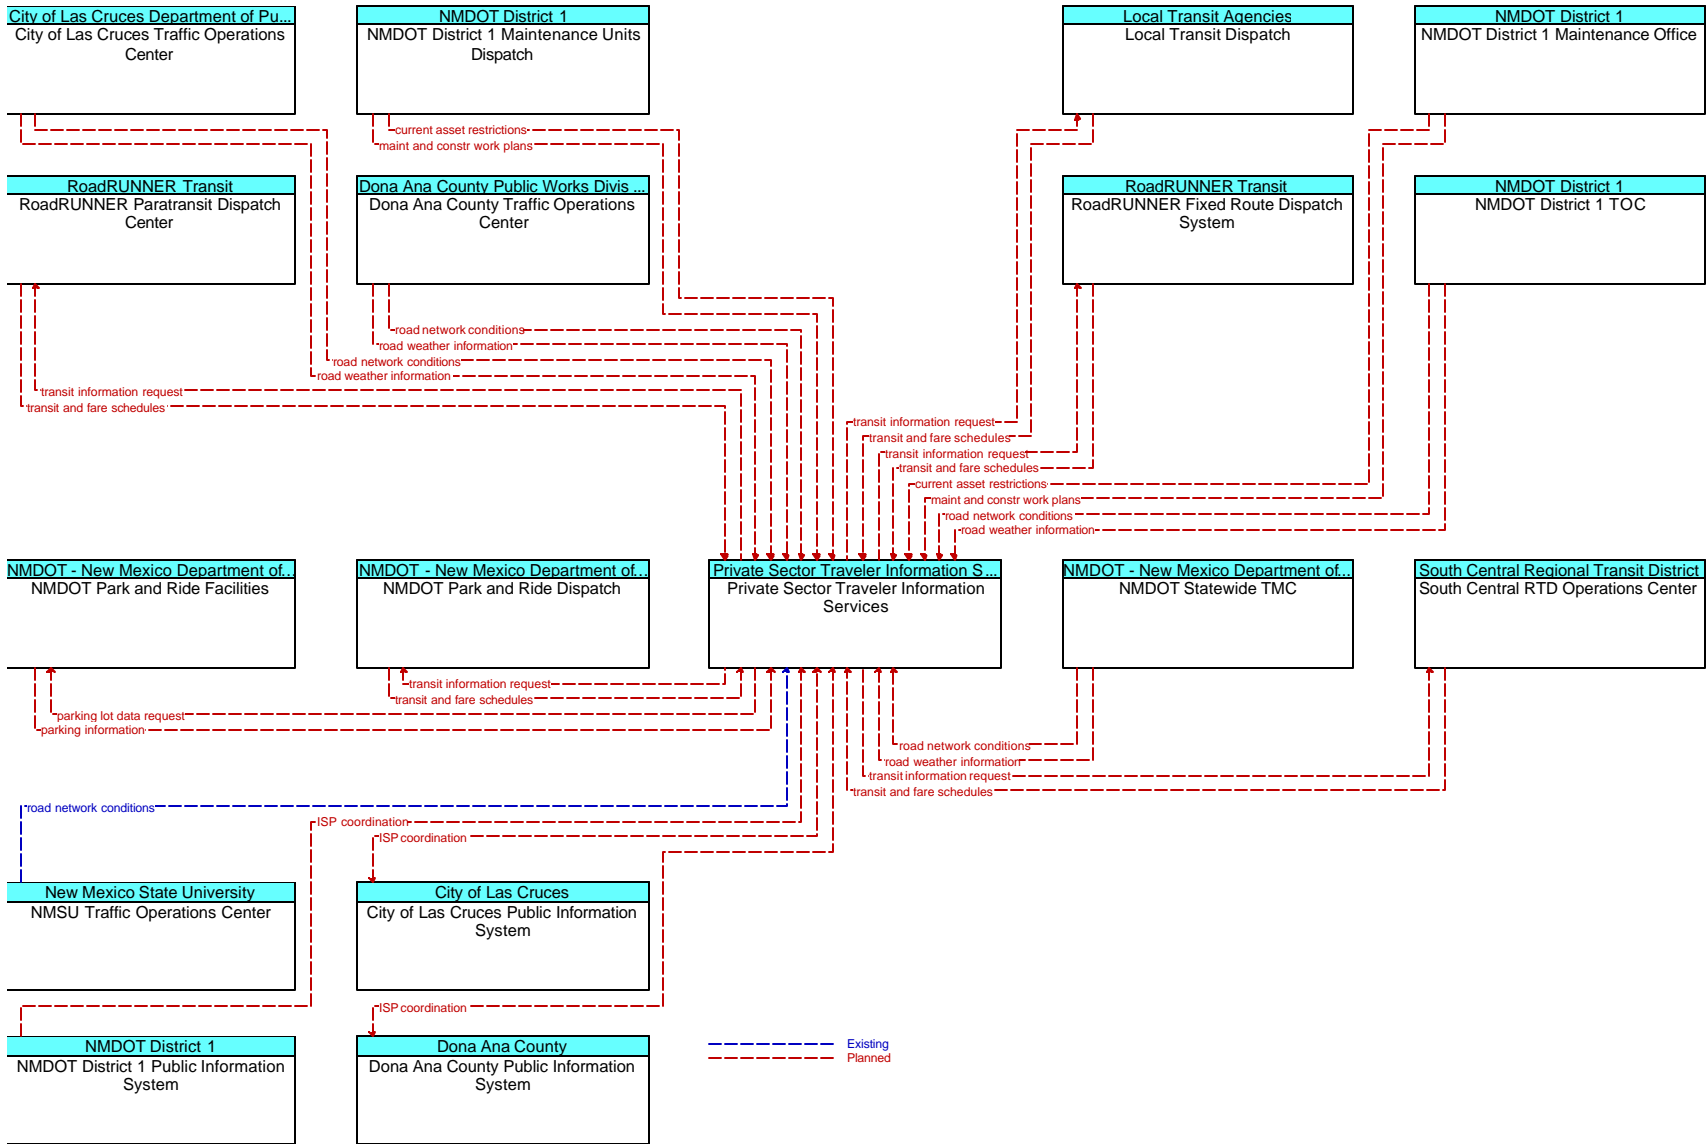 City of Las Cruces Department of Pu...
City of Las Cruces Traffic Operations
Center
NMDOT District 1
NMDOT District 1 Maintenance Units
Dispatch
Local Transit Agencies
Local Transit Dispatch
NMDOT District 1
NMDOT District 1 Maintenance Office
current asset restrictions
maint and constr work plans
RoadRUNNER Transit
RoadRUNNER Paratransit Dispatch
Center
Dona Ana County Public Works Divis ...
Dona Ana County Traffic Operations
Center
RoadRUNNER Transit
RoadRUNNER Fixed Route Dispatch
System
NMDOT District 1
NMDOT District 1 TOC
road network conditions
road weather information
road network conditions
road weather information
transit information request
transit and fare schedules
transit information request
transit and fare schedules
transit information request
transit and fare schedules
current asset restrictions
maint and constr work plans
road network conditions
road weather information
NMDOT - New Mexico Department of...
NMDOT Park and Ride Facilities
NMDOT - New Mexico Department of...
NMDOT Park and Ride Dispatch
Private Sector Traveler Information S...
Private Sector Traveler Information
Services
NMDOT - New Mexico Department of...
NMDOT Statewide TMC
South Central Regional Transit District
South Central RTD Operations Center
transit information request
transit and fare schedules
parking lot data request
parking information
road network conditions
road weather information
transit information request
transit and fare schedules
road network conditions
ISP coordination
ISP coordination
New Mexico State University
NMSU Traffic Operations Center
City of Las Cruces
City of Las Cruces Public Information
System
ISP coordination
NMDOT District 1
NMDOT District 1 Public Information
System
Dona Ana County
Dona Ana County Public Information
System
Existing
Planned